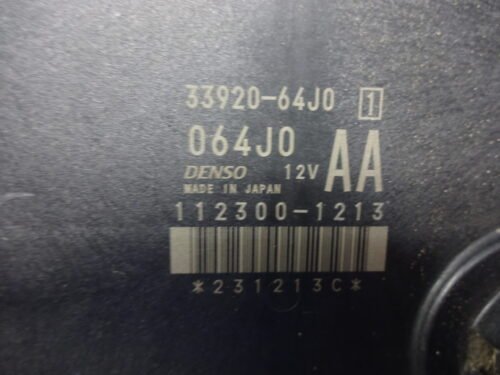 33920-64J0 1
064J0 AA
DENSO 12V
MADE IN JAPAN
112300-1213
*231213C*